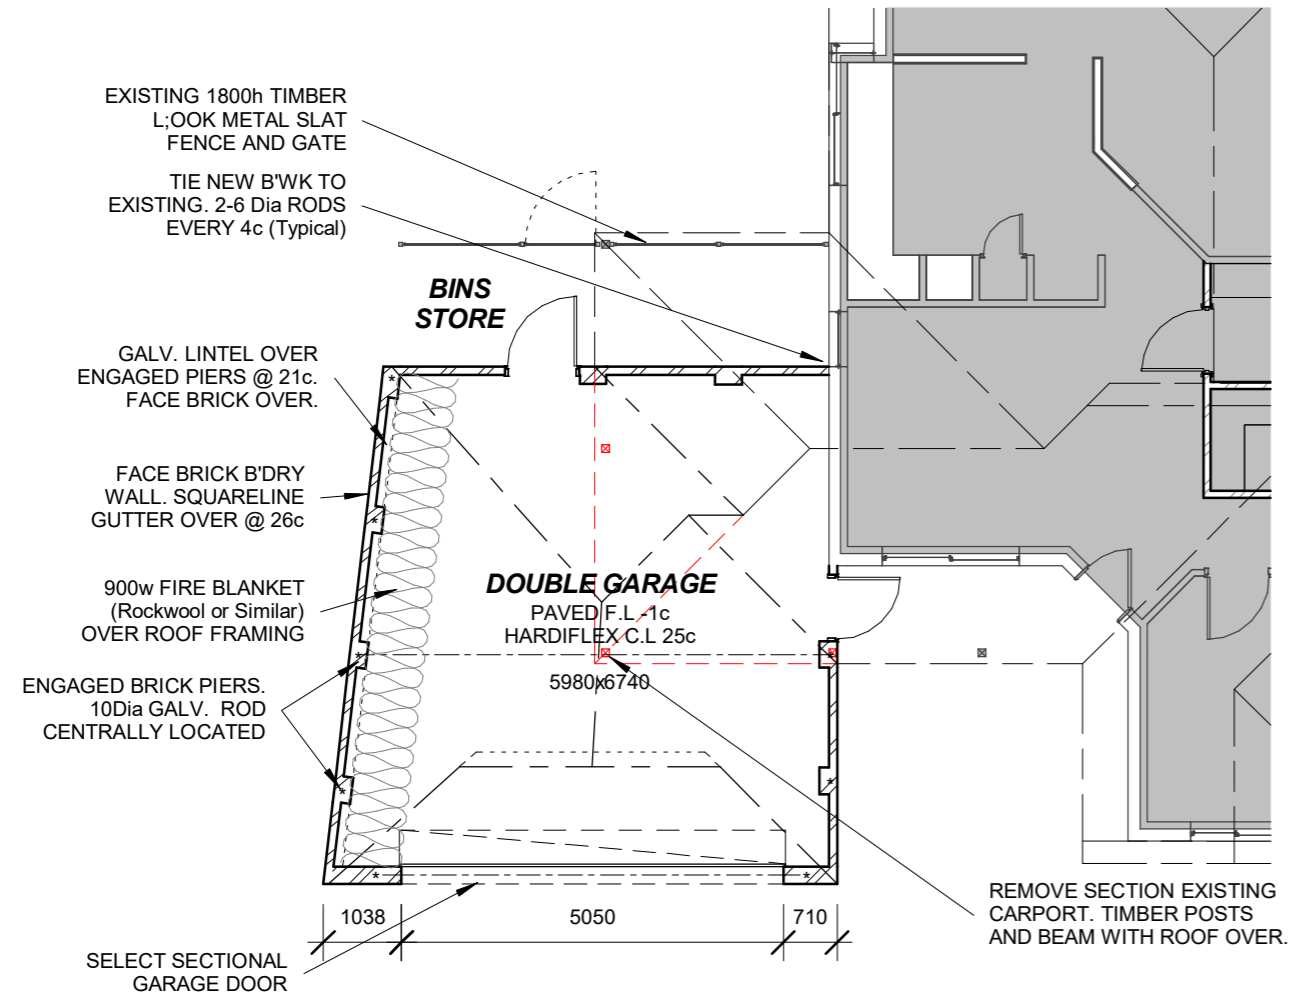 EXISTING 1800h TIMBER
L;OOK METAL SLAT
FENCE AND GATE
TIE NEW B'WK TO
EXISTING. 2-6 Dia RODS
EVERY 4c (Typical)
BINS
STORE
GALV. LINTEL OVER
ENGAGED PIERS @ 21c.
FACE BRICK OVER.
FACE BRICK B'DRY
WALL. SQUARELINE
GUTTER OVER @ 26c
900w FIRE BLANKET
(Rockwool or Similar)
OVER ROOF FRAMING
DOUBLE GARAGE
PAVED F.L -1c
HARDIFLEX C.L 25c
5980x6740
ENGAGED BRICK PIERS.
10Dia GALV. ROD
CENTRALLY LOCATED
1038
5050
710
REMOVE SECTION EXISTING
CARPORT. TIMBER POSTS
AND BEAM WITH ROOF OVER.
SELECT SECTIONAL
GARAGE DOOR